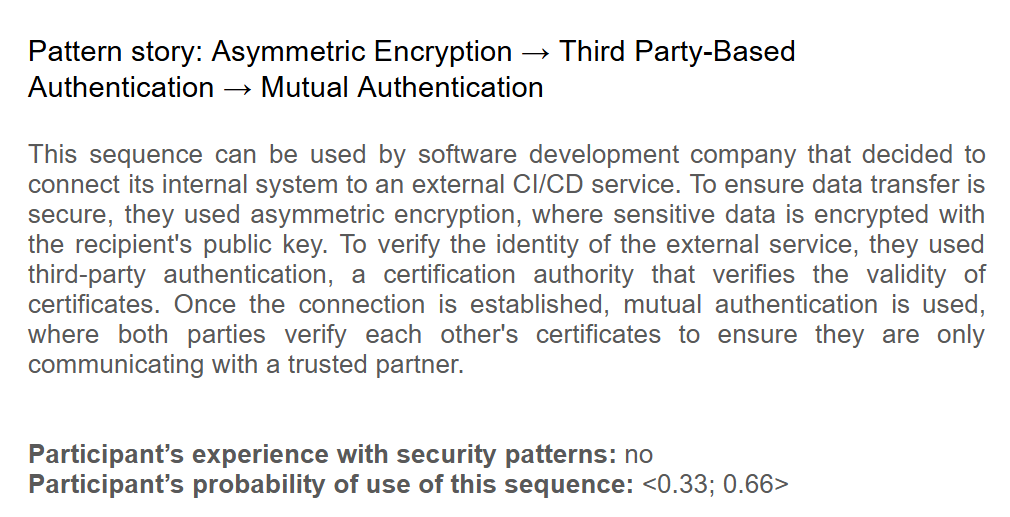 Pattern story: Asymmetric Encryption → Third Party-Based
Authentication → Mutual Authentication
This sequence can be used by software development company that decided to
connect its internal system to an external CI/CD service. To ensure data transfer is
secure, they used asymmetric encryption, where sensitive data is encrypted with
the recipient's public key. To verify the identity of the external service, they used
third-party authentication, a certification authority that verifies the validity of
certificates. Once the connection is established, mutual authentication is used,
where both parties verify each other's certificates to ensure they are only
communicating with a trusted partner.
Participant’s experience with security patterns: no
Participant’s probability of use of this sequence: <0.33; 0.66>